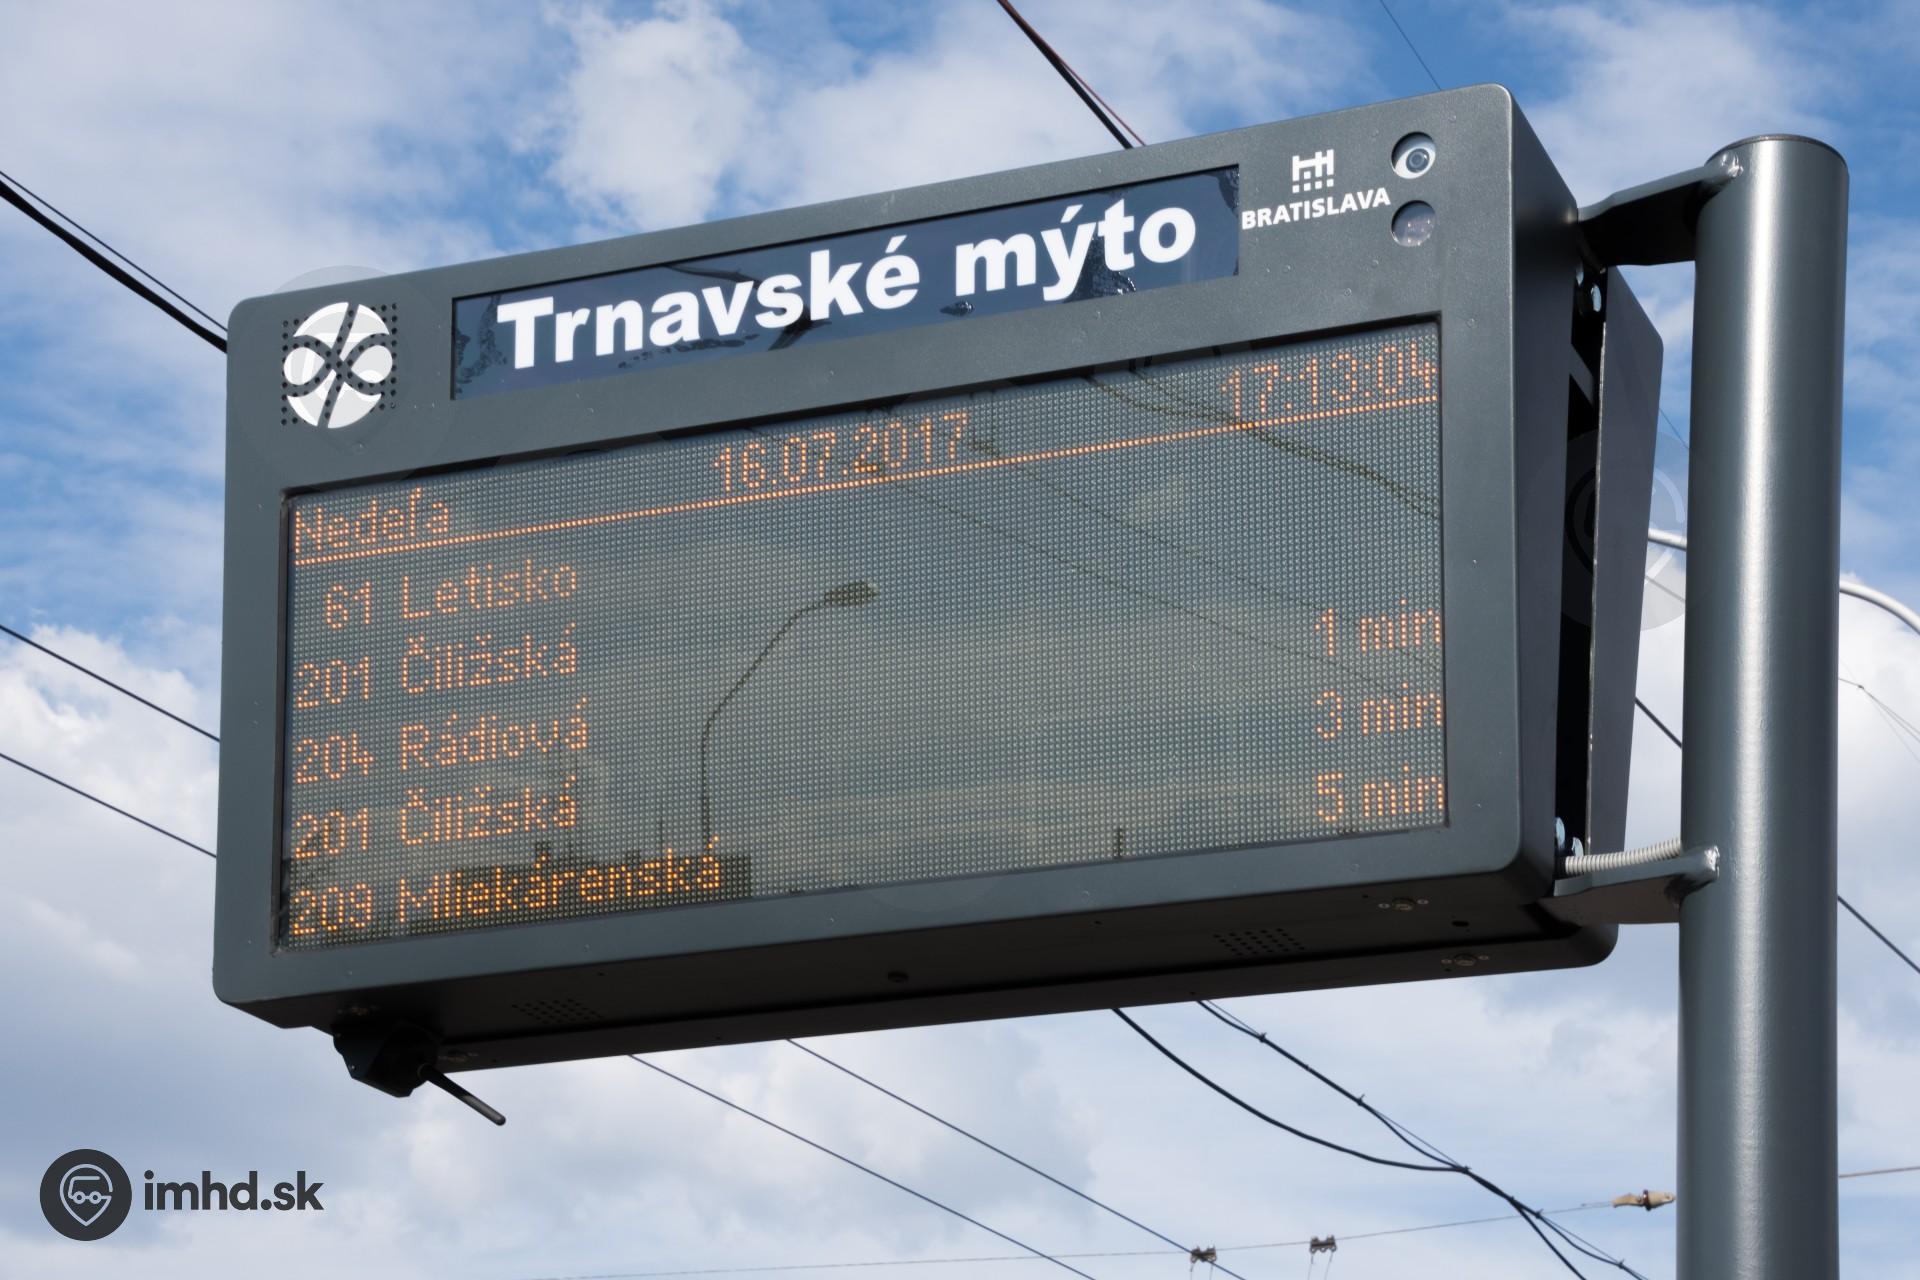 Trnavské mýto
BRATISLAVA
Nedeľa 16.07.2017 17:13:04
61 Letisko
201 Čiližská
204 Rádiová 1 min
201 Čiližská 3 min
209 Mliekárenská 5 min
imhd.sk